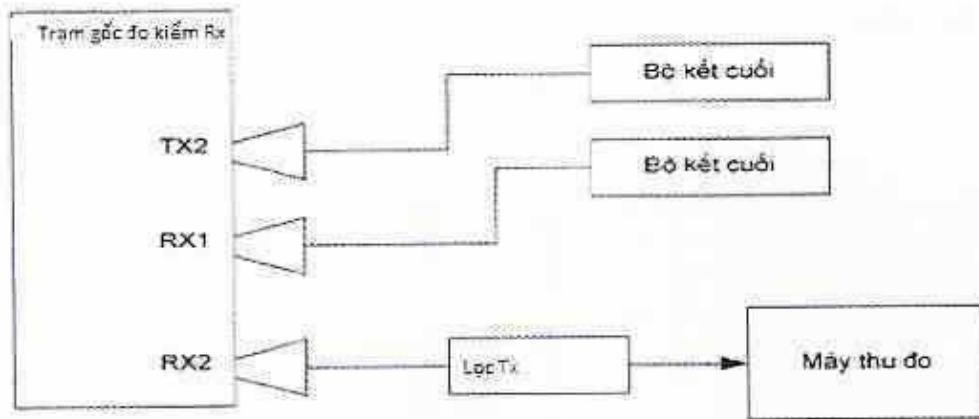 Trạm gốc đo kiểm Rx
Bộ kết cuối
TX2
Bộ kết cuối
RX1
RX2
Lọc Tx
Máy thu đo